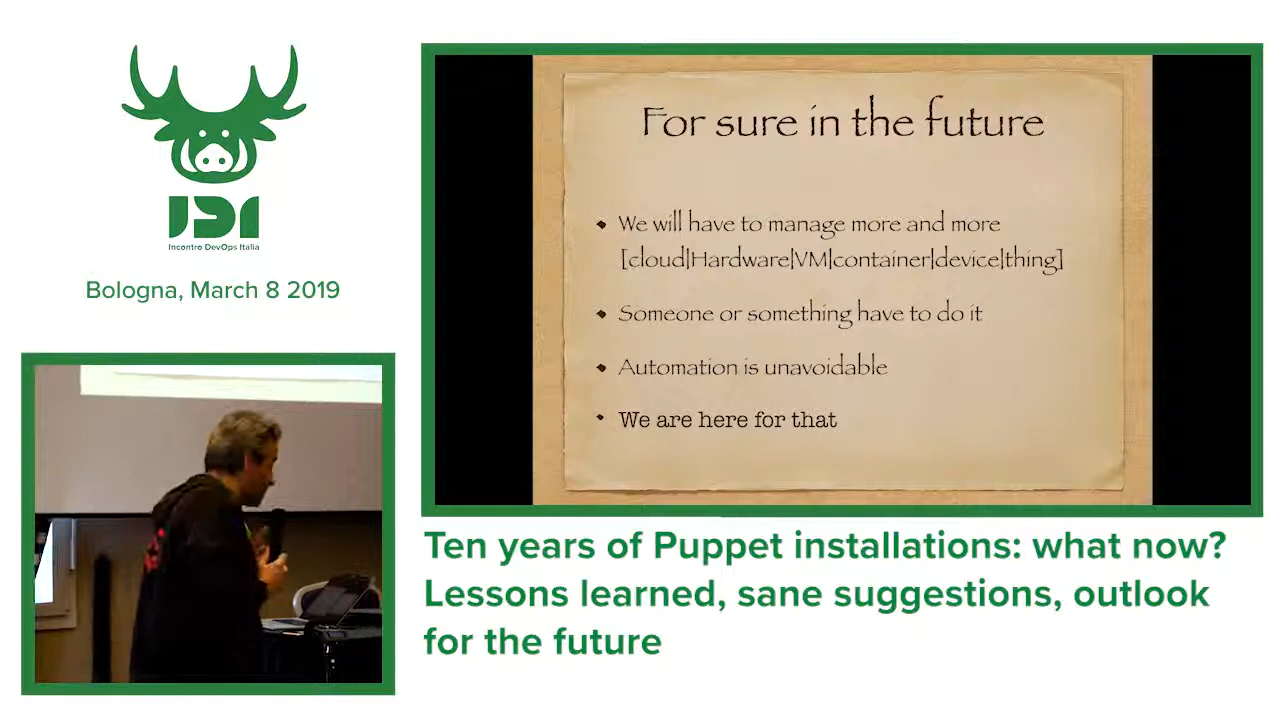 IDI
Incontro DevOps Italia
Bologna, March 8 2019
For sure in the future
We will have to manage more and more
[cloud|Hardware|VM|container|device|thing]
Someone or something have to do it
Automation is unavoidable
We are here for that
Ten years of Puppet installations: what now?
Lessons learned, sane suggestions, outlook
for the future